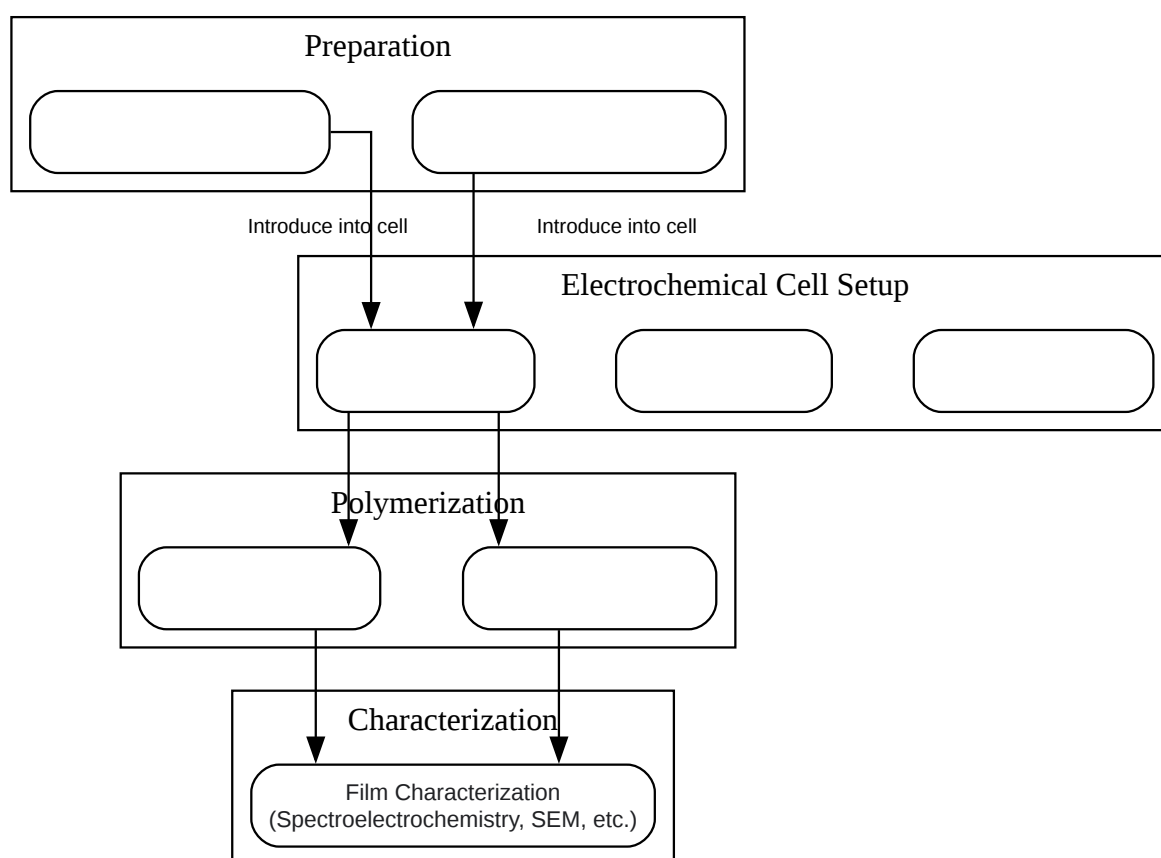 Preparation
Introduce into cell
Introduce into cell
Electrochemical Cell Setup
Polymerization
Characterization
Film Characterization
(Spectroelectrochemistry, SEM, etc.)